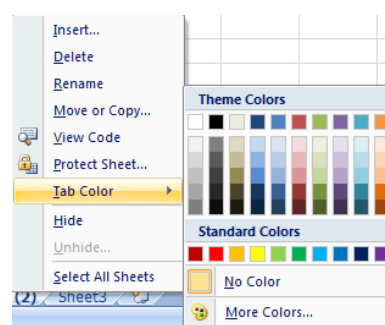 Insert...
Delete
Rename
Move or Copy...
View Code
Protect Sheet...
Tab Color
Hide
Unhide...
Select All Sheets
(2) Sheet3
Theme Colors
Standard Colors
No Color
More Colors...